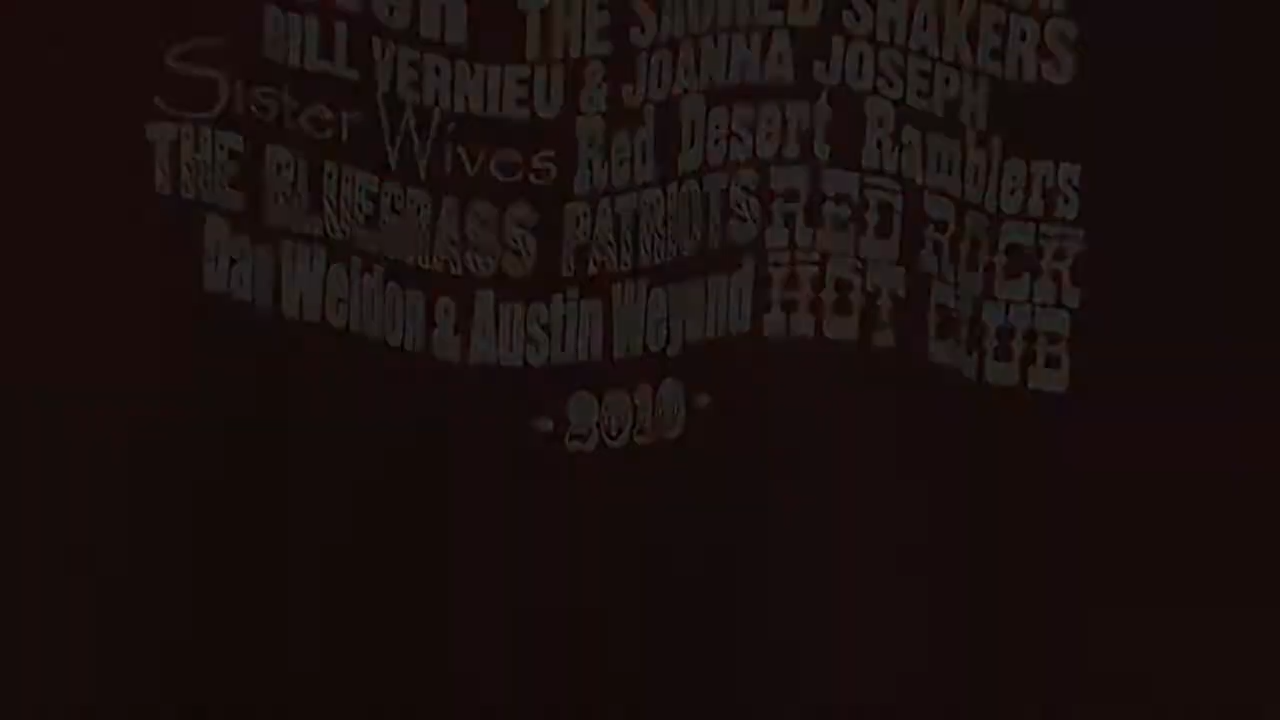 THE SACRED SHAKERS
BILL VERNIEU & JOANNA JOSEPH
Sister Wives Red Desert Ramblers
THE BLUEGRASS PATRIOTS RED ROCK HOT CLUB
Dan Weldon & Austin Weyand
- 2010 -